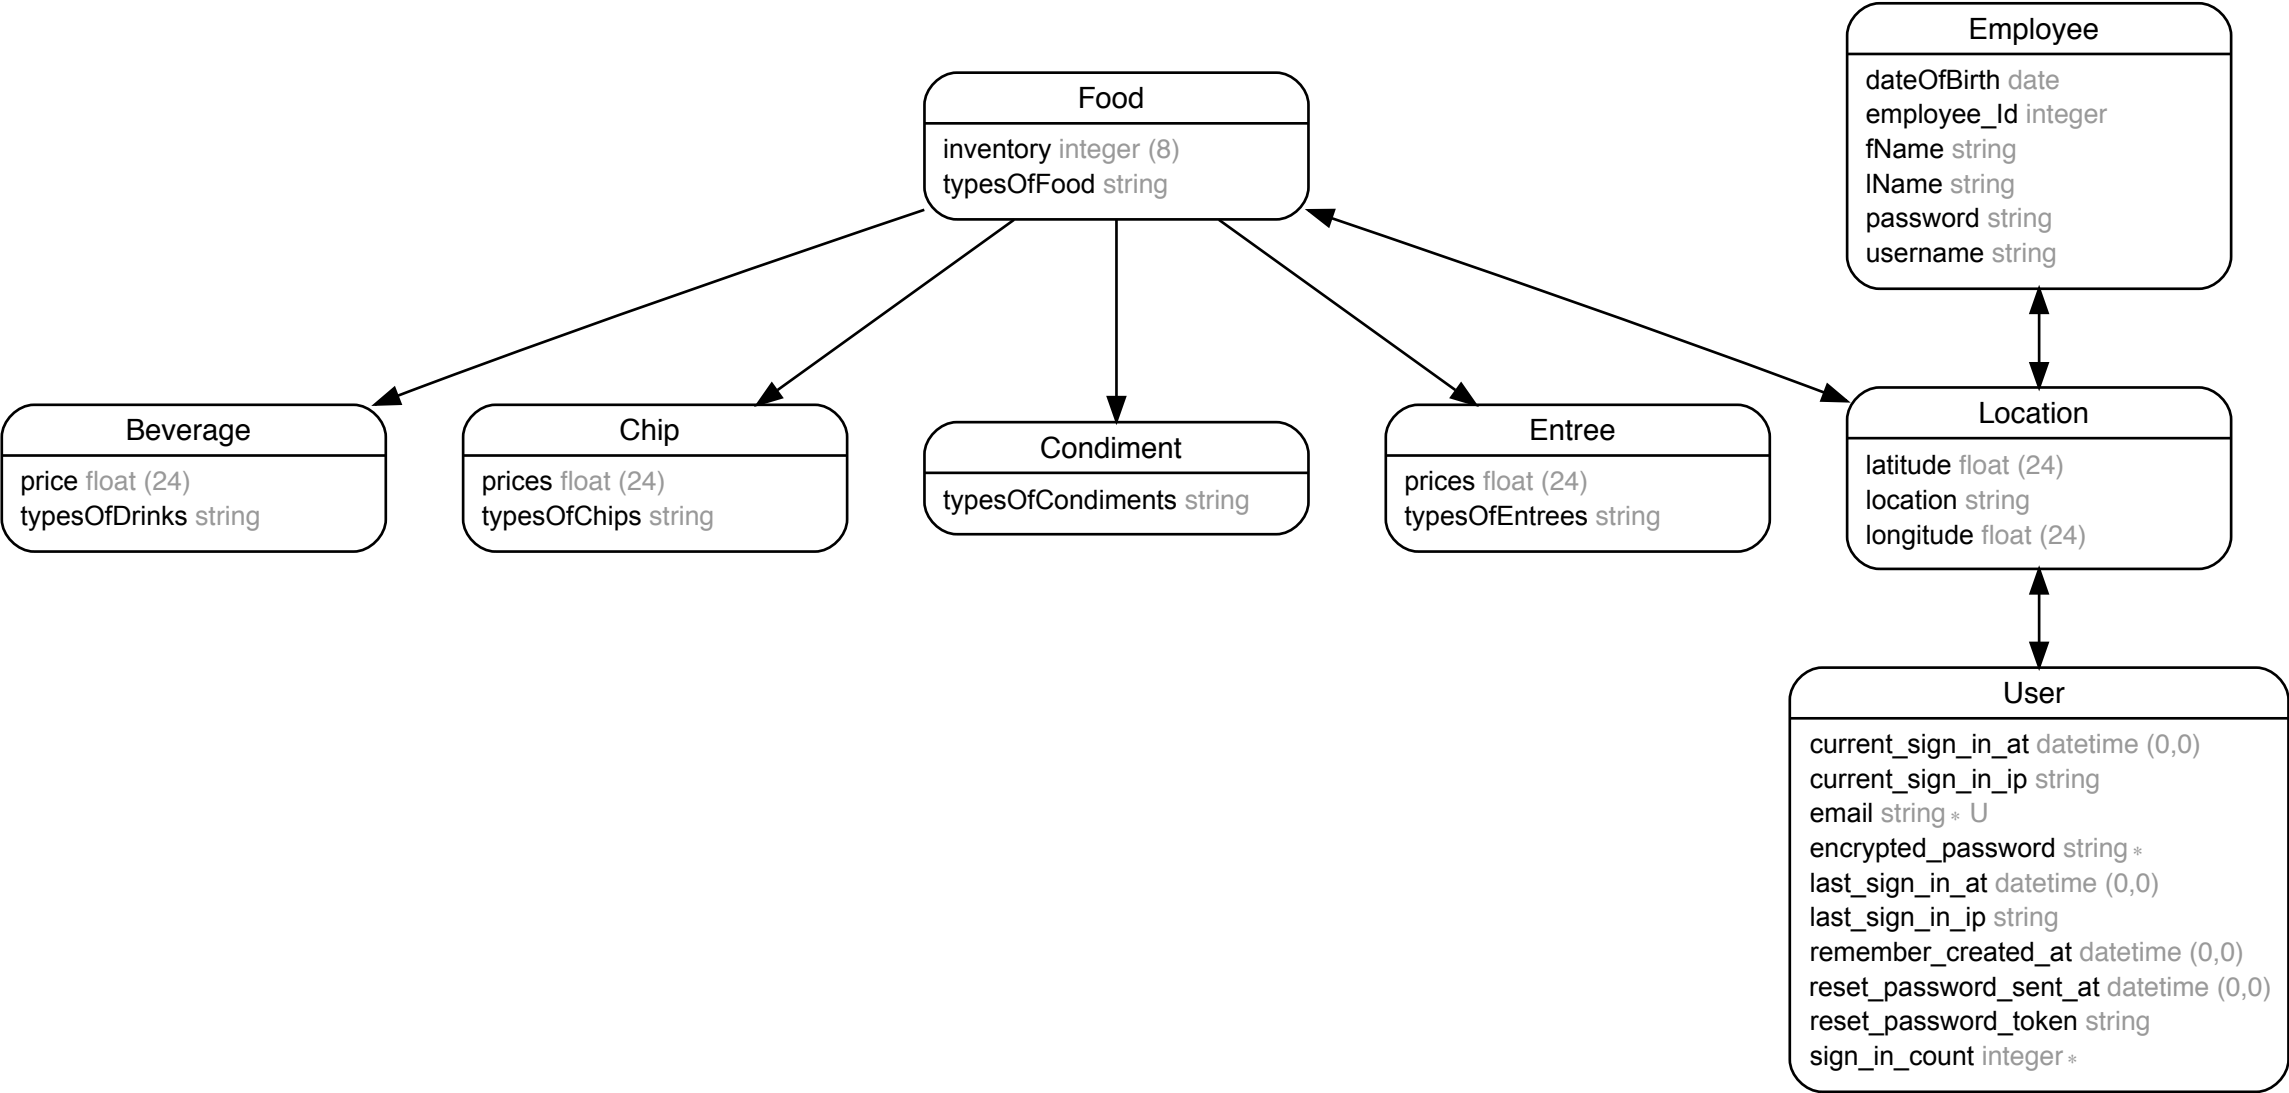 Employee
dateOfBirth date
employee_Id integer
fName string
lName string
password string
username string
Food
inventory integer (8)
typesOfFood string
Beverage
price float (24)
typesOfDrinks string
Chip
prices float (24)
typesOfChips string
Condiment
typesOfCondiments string
Entree
prices float (24)
typesOfEntrees string
Location
latitude float (24)
location string
longitude float (24)
User
current_sign_in_at datetime (0,0)
current_sign_in_ip string
email string ∗ U
encrypted_password string ∗
last_sign_in_at datetime (0,0)
last_sign_in_ip string
remember_created_at datetime (0,0)
reset_password_sent_at datetime (0,0)
reset_password_token string
sign_in_count integer ∗